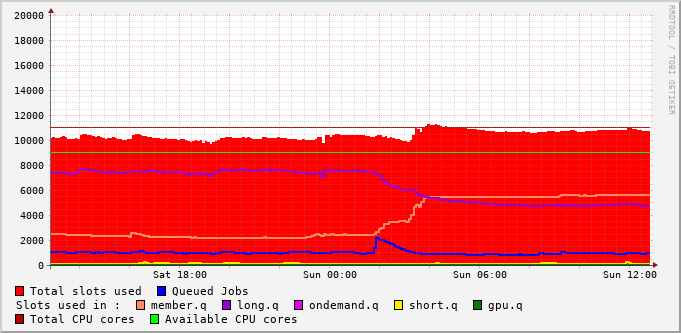 RRDTOOL / TOBI OETIKER
20000
18000
16000
14000
12000
10000
8000
6000
4000
2000
0
Sat 18:00 Sun 00:00 Sun 06:00 Sun 12:00
Total slots used Queued Jobs
Slots used in : member.q long.q ondemand.q short.q gpu.q
Total CPU cores Available CPU cores